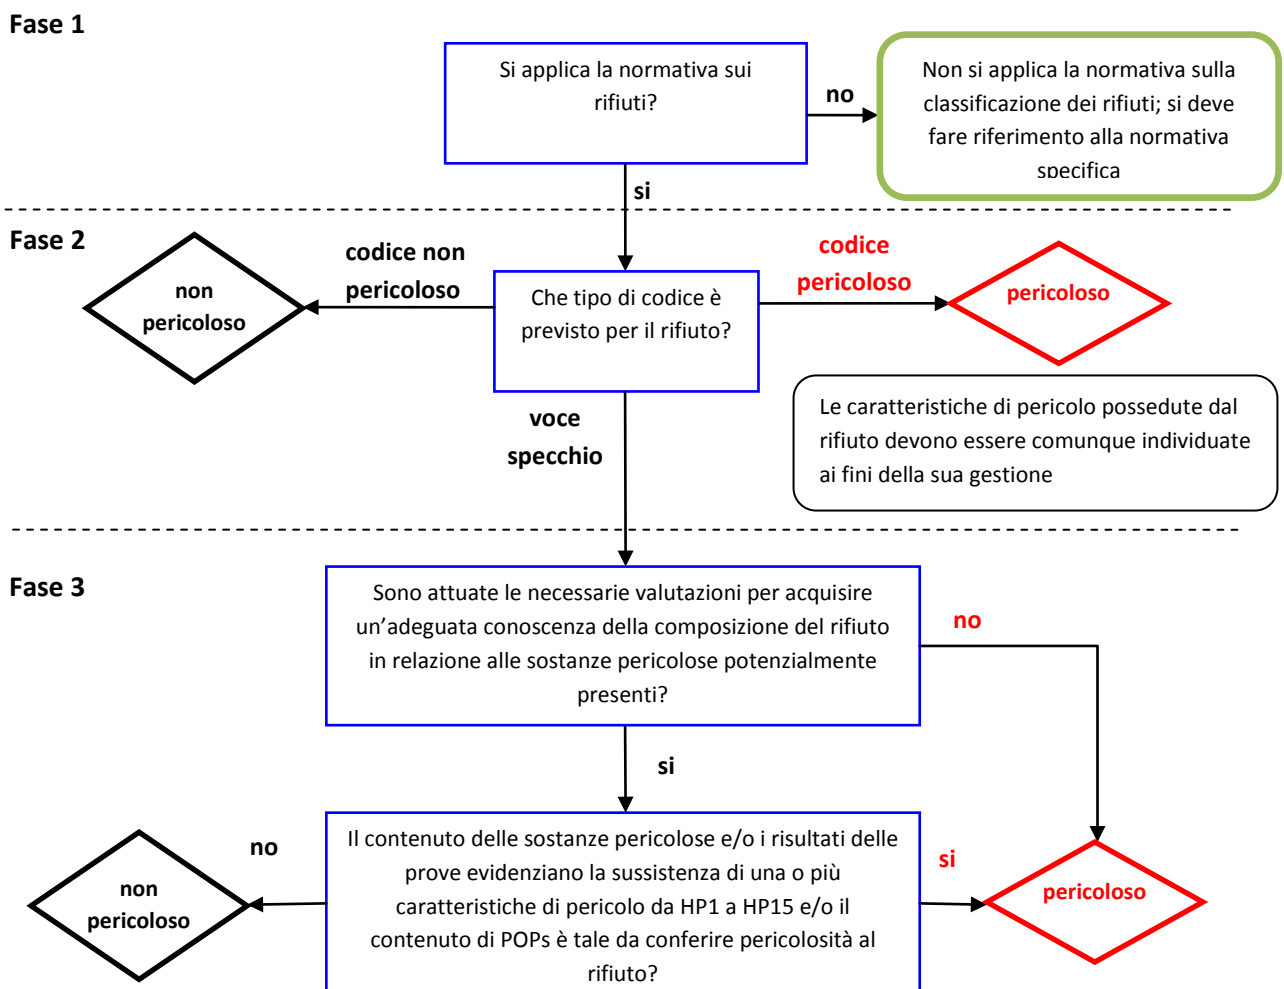 Fase 1
Si applica la normativa sui
rifiuti?
no
Non si applica la normativa sulla
classificazione dei rifiuti; si deve
fare riferimento alla normativa
specifica
si
Fase 2
codice non
pericoloso
non
pericoloso
Che tipo di codice è
previsto per il rifiuto?
codice
pericoloso
pericoloso
Le caratteristiche di pericolo possedute dal
rifiuto devono essere comunque individuate
ai fini della sua gestione
voce
specchio
Fase 3
Sono attuate le necessarie valutazioni per acquisire
un’adeguata conoscenza della composizione del rifiuto
in relazione alle sostanze pericolose potenzialmente
presenti?
no
si
Il contenuto delle sostanze pericolose e/o i risultati delle
prove evidenziano la sussistenza di una o più
caratteristiche di pericolo da HP1 a HP15 e/o il
contenuto di POPs è tale da conferire pericolosità al
rifiuto?
no
non
pericoloso
si
pericoloso